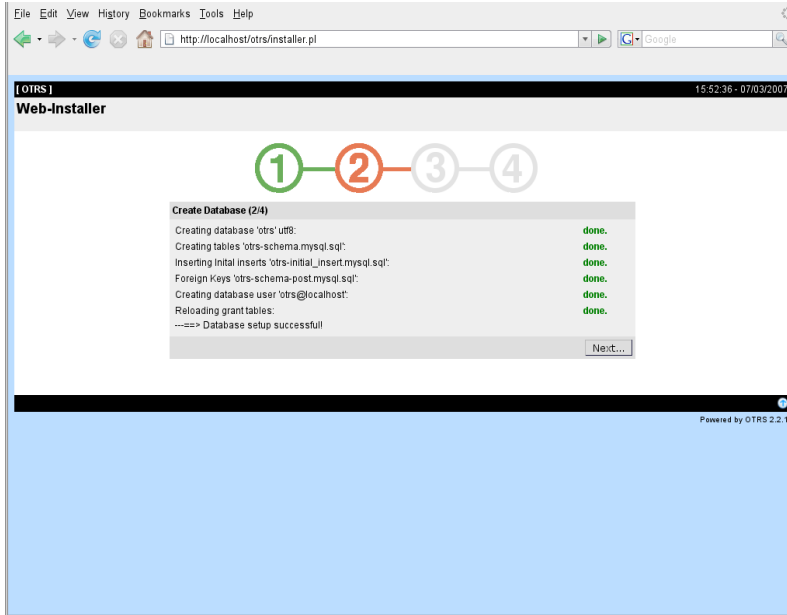 File Edit View History Bookmarks Tools Help
http://localhost/otrs/installer.pl
G Google
[ OTRS ] 15:52:36 - 07/03/2007
Web-Installer
1 2 3 4
Create Database (2/4)
Creating database 'otrs' utf8: done.
Creating tables 'otrs-schema.mysql.sql': done.
Inserting Inital inserts 'otrs-initial_insert.mysql.sql': done.
Foreign Keys 'otrs-schema-post.mysql.sql': done.
Creating database user 'otrs@localhost': done.
Reloading grant tables: done.
---==> Database setup successful!
Next...
Powered by OTRS 2.2.1